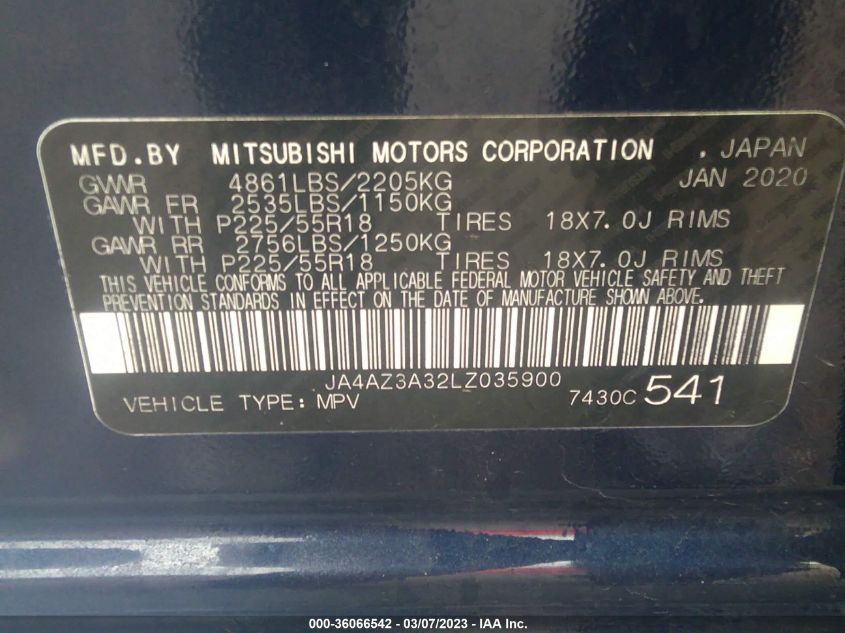 MFD.BY MITSUBISHI MOTORS CORPORATION . JAPAN
GVWR 4861LBS/2205KG JAN 2020
GAWR FR 2535LBS/1150KG
WITH P225/55R18 TIRES 18X7.0J RIMS
GAWR RR 2756LBS/1250KG
WITH P225/55R18 TIRES 18X7.0J RIMS
THIS VEHICLE CONFORMS TO ALL APPLICABLE FEDERAL MOTOR VEHICLE SAFETY AND THEFT
PREVENTION STANDARDS IN EFFECT ON THE DATE OF MANUFACTURE SHOWN ABOVE.
JA4AZ3A32LZ035900
VEHICLE TYPE: MPV 7430C 541
000-36066542 - 03/07/2023 - IAA Inc.